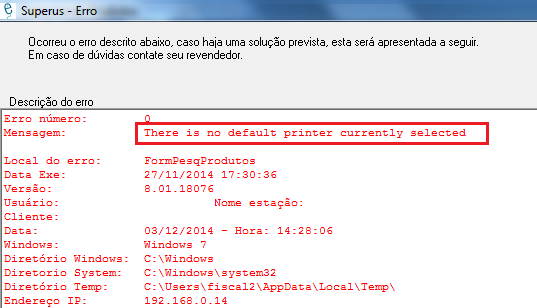 Superus - Erro
Ocorreu o erro descrito abaixo, caso haja uma solução prevista, esta será apresentada a seguir.
Em caso de dúvidas contate seu revendedor.
Descrição do erro
Erro número: 0
Mensagem: There is no default printer currently selected
Local do erro: FormPesqProdutos
Data Exe: 27/11/2014 17:30:36
Versão: 8.01.18076
Usuário: Nome estação:
Cliente:
Data: 03/12/2014 - Hora: 14:28:06
Windows: Windows 7
Diretório Windows: C:\Windows
Diretorio System: C:\Windows\system32
Diretório Temp: C:\Users\fiscal2\AppData\Local\Temp\
Endereço IP: 192.168.0.14